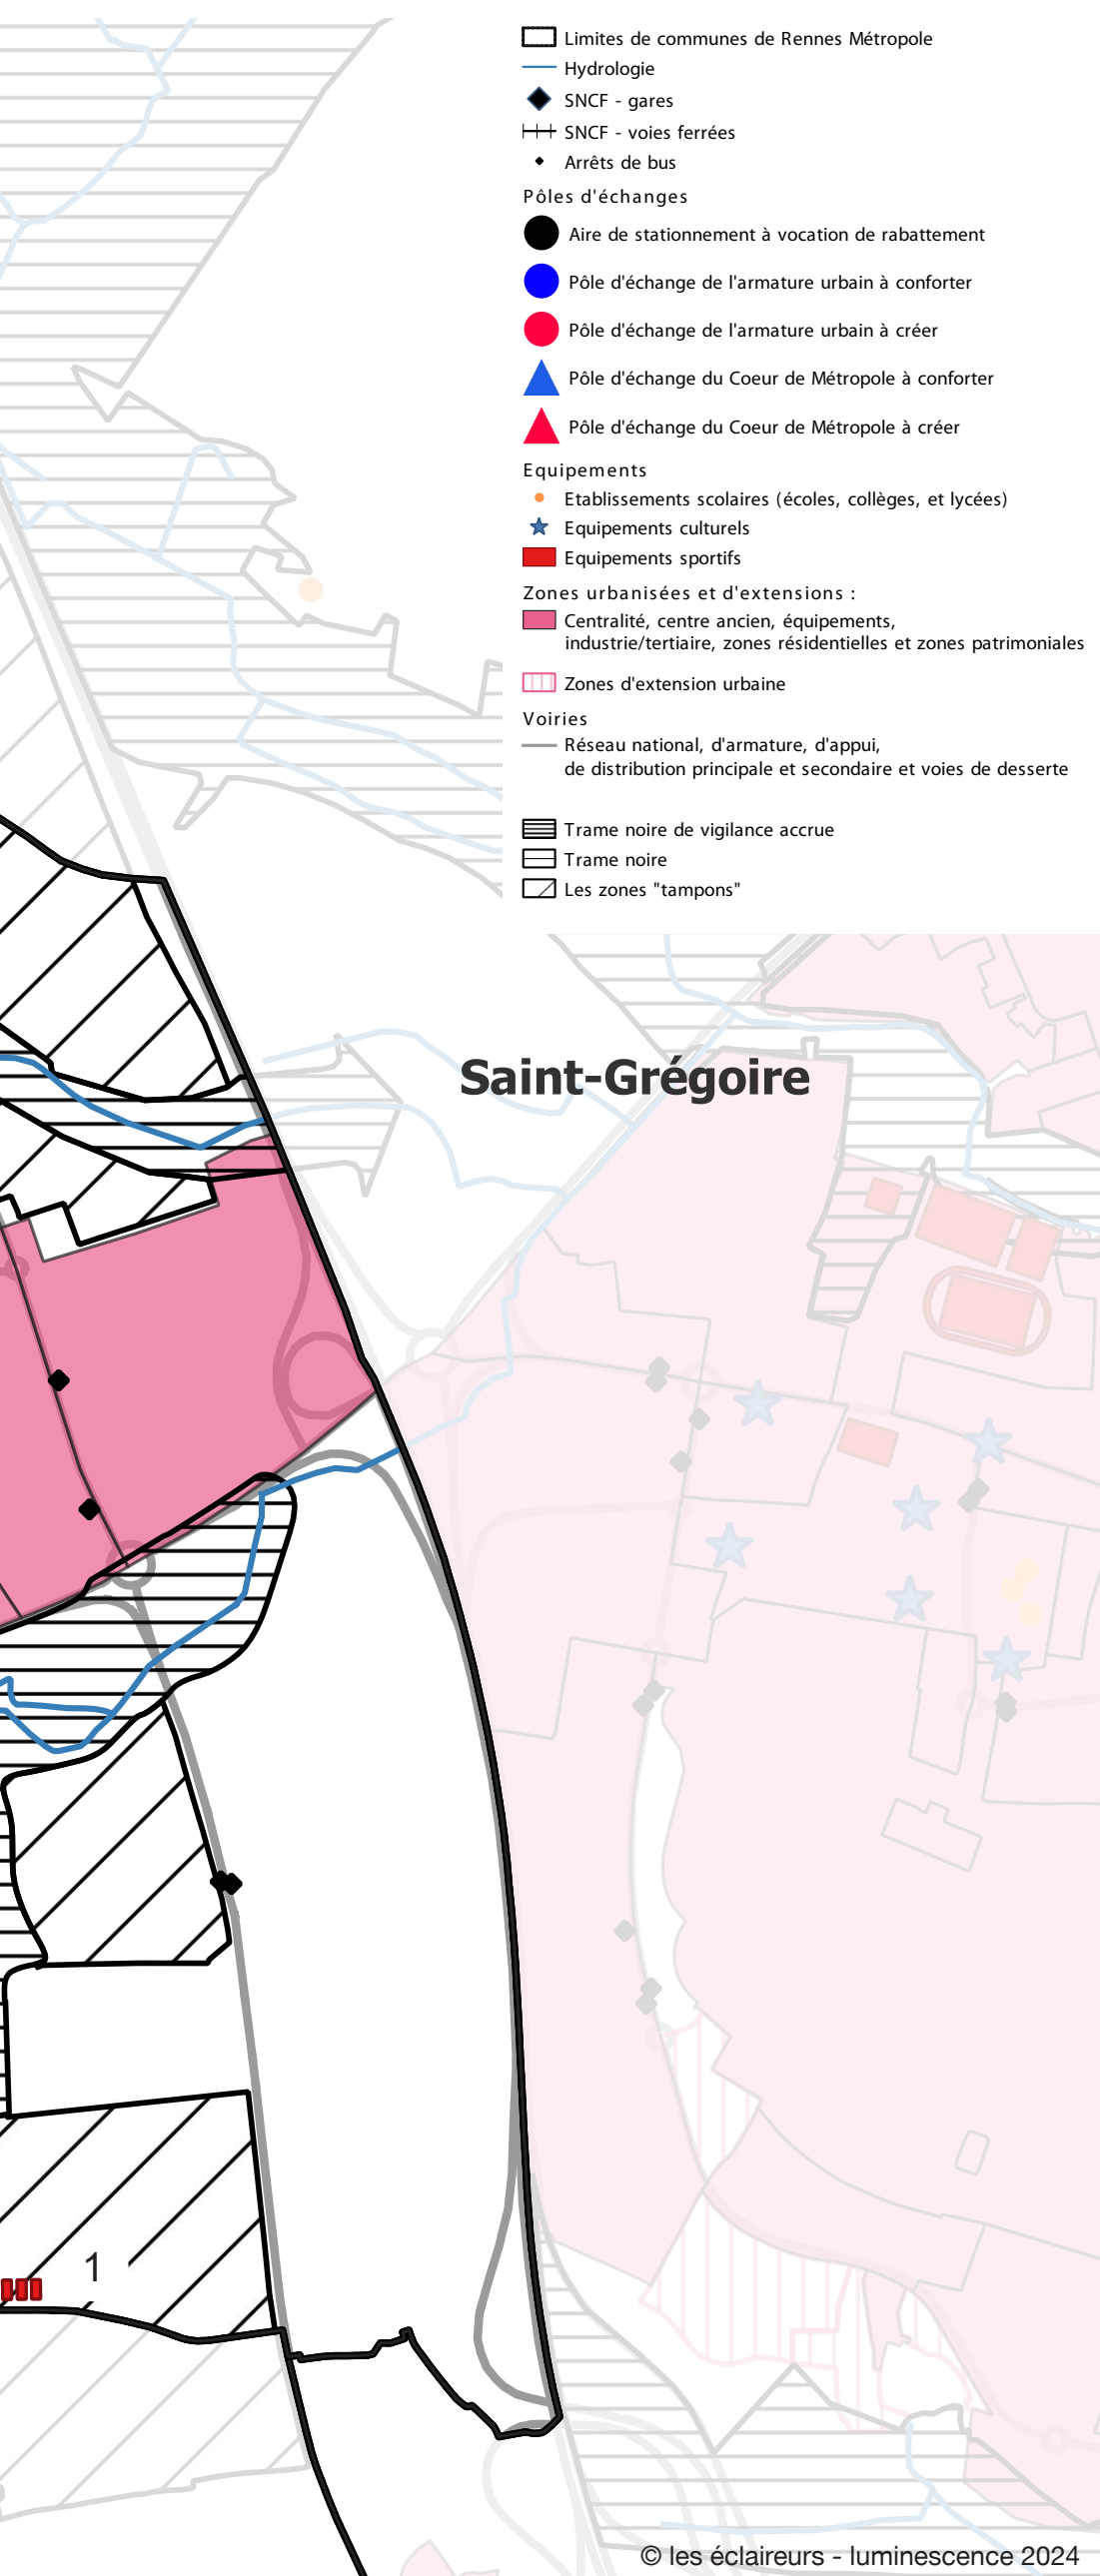 Limites de communes de Rennes Métropole
Hydrologie
SNCF - gares
SNCF - voies ferrées
Arrêts de bus
Pôles d'échanges
Aire de stationnement à vocation de rabattement
Pôle d'échange de l'armature urbain à conforter
Pôle d'échange de l'armature urbain à créer
Pôle d'échange du Coeur de Métropole à conforter
Pôle d'échange du Coeur de Métropole à créer
Equipements
Etablissements scolaires (écoles, collèges, et lycées)
Equipements culturels
Equipements sportifs
Zones urbanisées et d'extensions :
Centralité, centre ancien, équipements,
industrie/tertiaire, zones résidentielles et zones patrimoniales
Zones d'extension urbaine
Voiries
Réseau national, d'armature, d'appui,
de distribution principale et secondaire et voies de desserte
Trame noire de vigilance accrue
Trame noire
Les zones "tampons"
Saint-Grégoire
1
© les éclaireurs - luminescence 2024